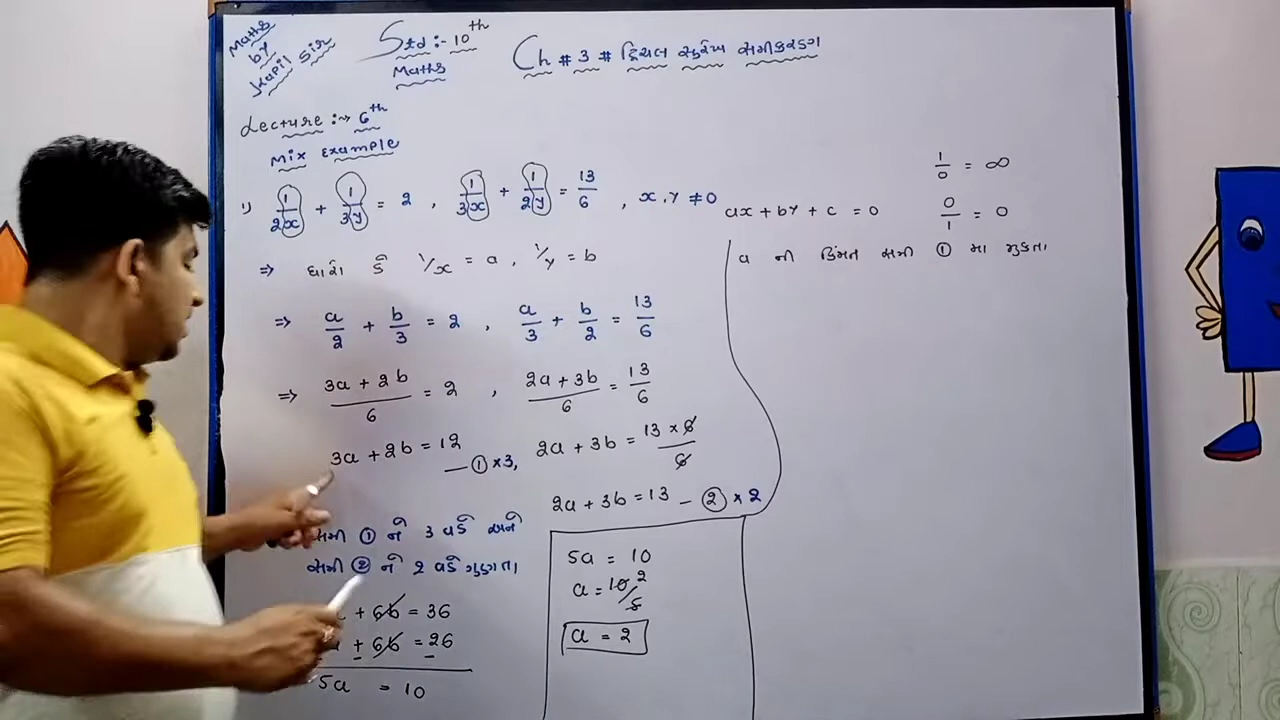 Maths
by
Kapil Sir
Std:- 10th
Maths
Ch # 3 # દ્વિચલ સુરેખ સમીકરણ
Lecture :~ 6th
Mix Example
1) 1/2x + 1/3y = 2 , 1/3x + 1/2y = 13/6 , x, y ≠ 0
⇒ ધારો કે 1/x = a , 1/y = b
⇒ a/2 + b/3 = 2 , a/3 + b/2 = 13/6
⇒ (3a + 2b)/6 = 2 , (2a + 3b)/6 = 13/6
3a + 2b = 12 — ① × 3, 2a + 3b = (13 × 6)/6
2a + 3b = 13 – ② × 2
સમી ① ને 3 વડે અને
સમી ② ને 2 વડે ગુણતા
+ 6b = 36
+ 6b = 26
–
–
5a = 10
5a = 10
a = 10/5 2
a = 2
1/0 = ∞
ax + by + c = 0
0/1 = 0
a ની કિંમત સમી ① મા મુકતા